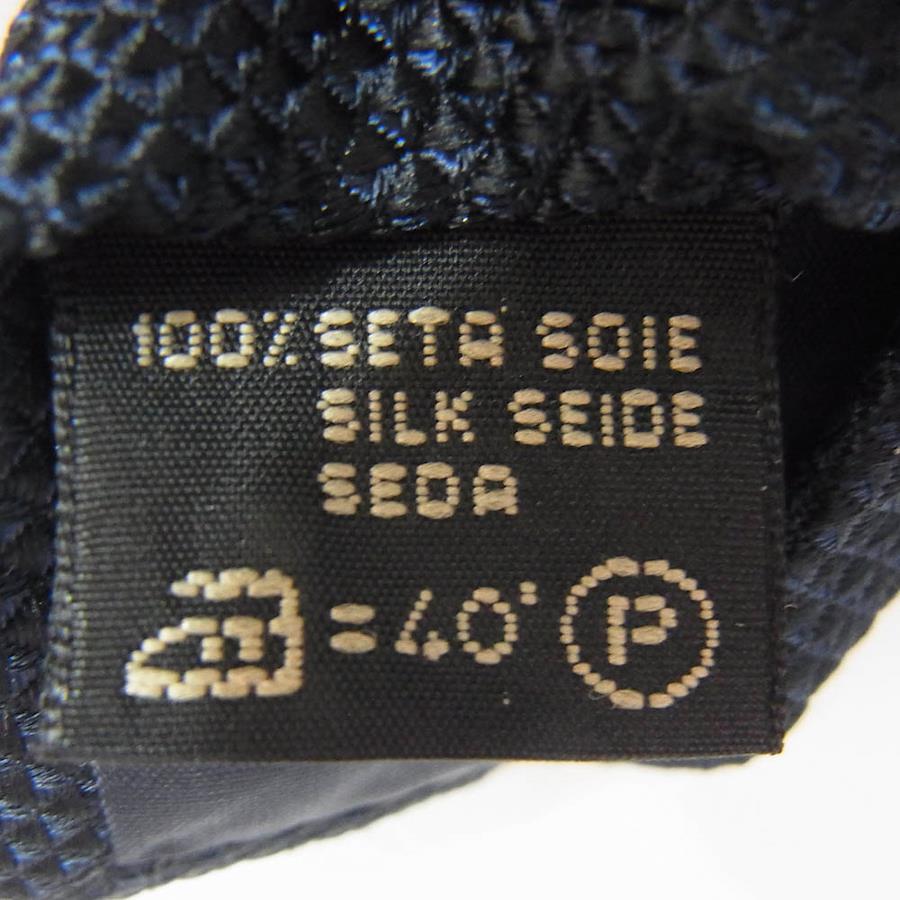 100% SETA SOIE
SILK SEIDE
SEDA
=40° P